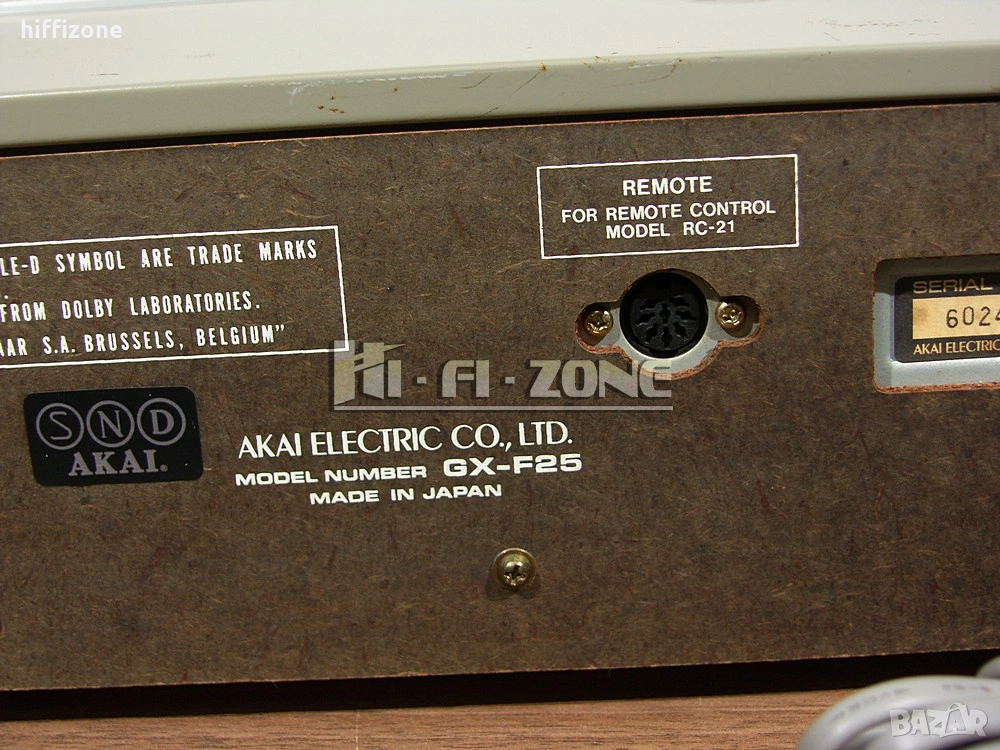 hiffizone
REMOTE
FOR REMOTE CONTROL
MODEL RC-21
LE-D SYMBOL ARE TRADE MARKS
FROM DOLBY LABORATORIES.
AAR S.A. BRUSSELS, BELGIUM"
SERIAL
6024
AKAI ELECTRIC
HI-FI-ZONE
SND
AKAI®
AKAI ELECTRIC CO., LTD.
MODEL NUMBER GX-F25
MADE IN JAPAN
BAZAR